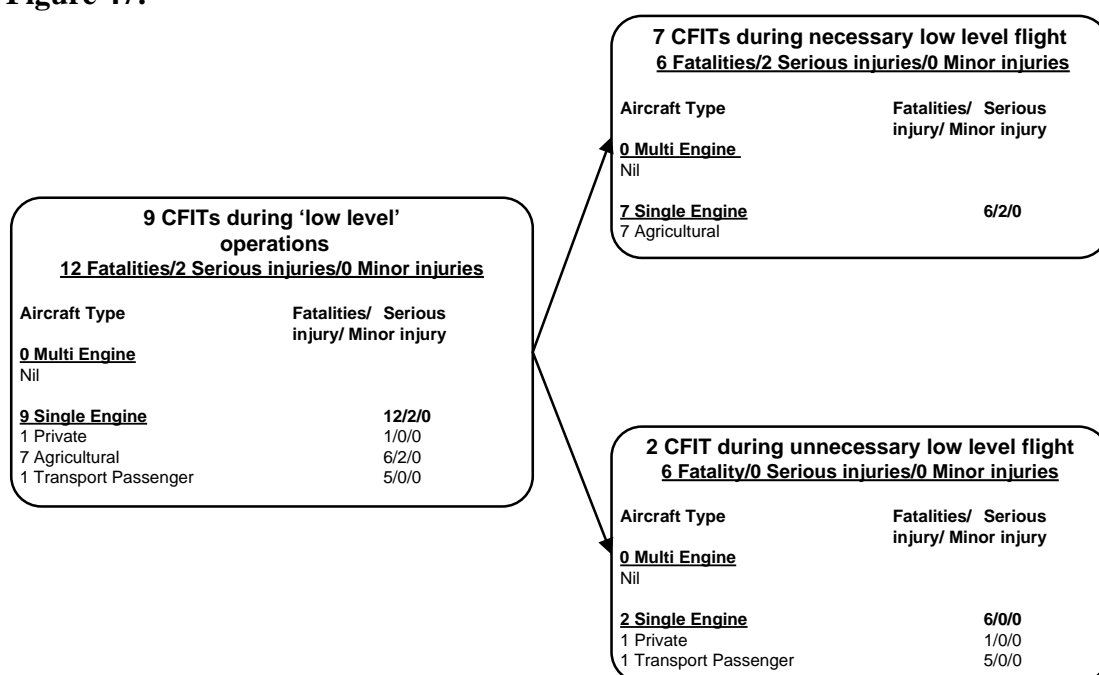 Figure 47.
9 CFITs during ‘low level’
operations
12 Fatalities/2 Serious injuries/0 Minor injuries
Aircraft Type Fatalities/ Serious
injury/ Minor injury
0 Multi Engine
Nil
9 Single Engine 12/2/0
1 Private 1/0/0
7 Agricultural 6/2/0
1 Transport Passenger 5/0/0
7 CFITs during necessary low level flight
6 Fatalities/2 Serious injuries/0 Minor injuries
Aircraft Type Fatalities/ Serious
injury/ Minor injury
0 Multi Engine
Nil
7 Single Engine 6/2/0
7 Agricultural
2 CFIT during unnecessary low level flight
6 Fatality/0 Serious injuries/0 Minor injuries
Aircraft Type Fatalities/ Serious
injury/ Minor injury
0 Multi Engine
Nil
2 Single Engine 6/0/0
1 Private 1/0/0
1 Transport Passenger 5/0/0